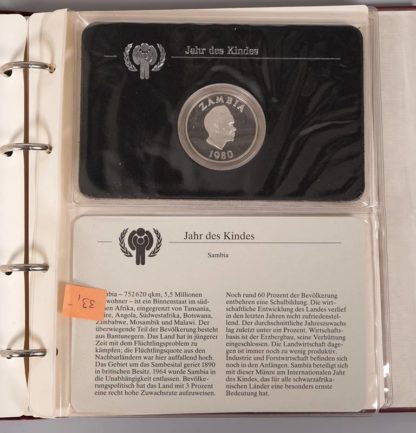 Jahr des Kindes
ZAMBIA
1980
Jahr des Kindes
Sambia
33,-
bia – 752620 qkm, 5,5 Millionen
wohner – ist ein Binnenstaat im süd-
en Afrika, eingegrenzt von Tansania,
ire, Angola, Südwestafrika, Botswana,
Zimbabwe, Mosambik und Malawi. Der
überwiegende Teil der Bevölkerung besteht
aus Bantunegern. Das Land hat in jüngerer
Zeit mit dem Flüchtlingsproblem zu
kämpfen; die Flüchtlingsquote aus den
Nachbarländern war hier auffallend hoch.
Das Gebiet um das Sambesital geriet 1890
in britischen Besitz. 1964 wurde Sambia in
die Unabhängigkeit entlassen. Bevölke-
rungspolitisch hat das Land mit 3 Prozent
eine recht hohe Zuwachsrate aufzuweisen.
Noch rund 60 Prozent der Bevölkerung
entbehren eine Schulbildung. Die wirt-
schaftliche Entwicklung des Landes verlief
in den letzten Jahren nicht zufriedenstel-
lend. Der durchschnittliche Jahreszuwachs
lag zuletzt unter ein Prozent. Wirtschafts-
basis ist der Erzbergbau, seine Verhüttung
eingeschlossen. Die Landwirtschaft dage-
gen ist immer noch zu wenig produktiv.
Industrie und Forstwirtschaft befinden sich
noch in den Anfängen. Sambia beteiligt sich
mit dieser Münze am Internationalen Jahr
des Kindes, das für alle schwarzafrika-
nischen Länder eine besonders ernste
Bedeutung hat.